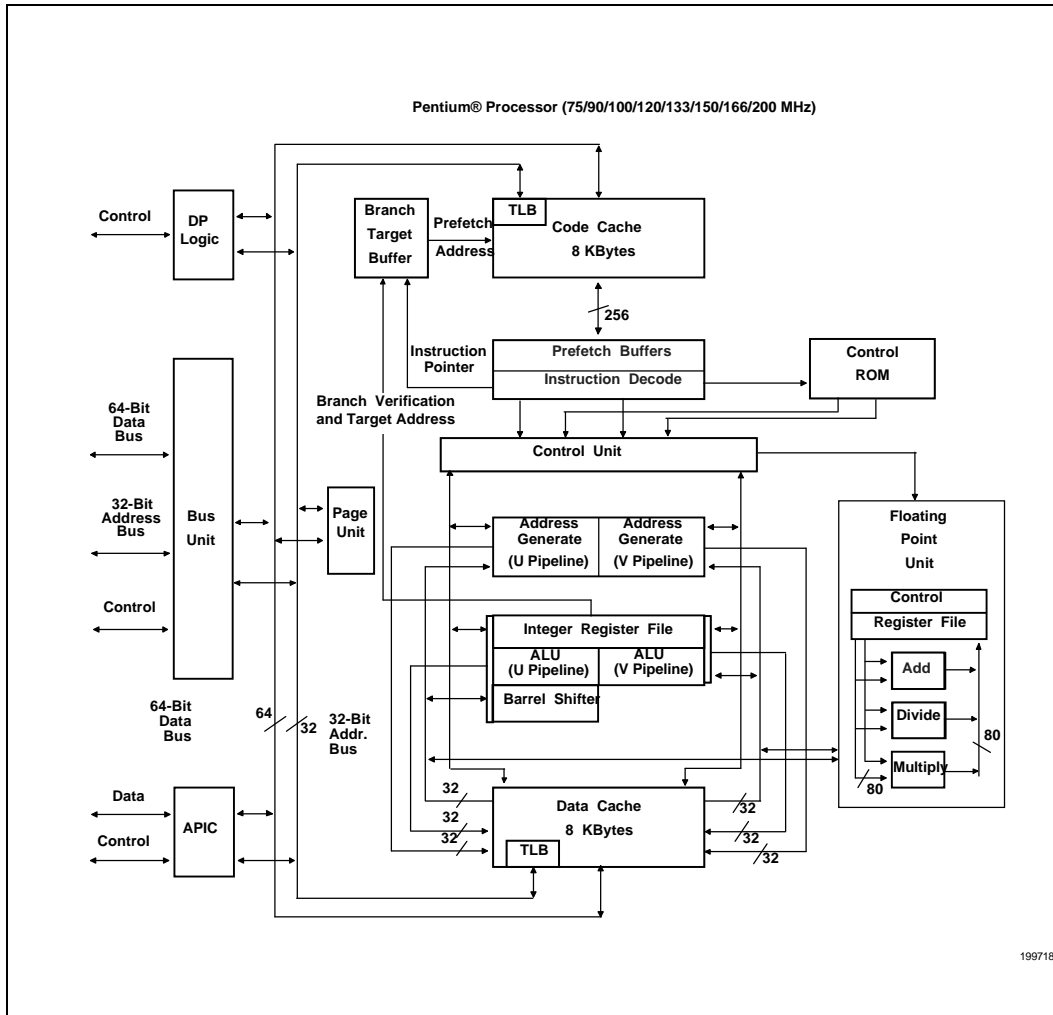 Pentium® Processor (75/90/100/120/133/150/166/200 MHz)
Control
DP
Logic
Branch
Target
Buffer
Prefetch
Address
TLB
Code Cache
8 KBytes
256
Instruction
Pointer
Prefetch Buffers
Instruction Decode
Control
ROM
Branch Verification
and Target Address
64-Bit
Data
Bus
32-Bit
Address
Bus
Control
Bus
Unit
Page
Unit
Control Unit
Address
Generate
(U Pipeline)
Address
Generate
(V Pipeline)
Integer Register File
ALU
(U Pipeline)
ALU
(V Pipeline)
Barrel Shifter
Floating
Point
Unit
Control
Register File
Add
Divide
Multiply
80
80
64-Bit
Data
Bus
64
32
32-Bit
Addr.
Bus
Data
Control
APIC
32
32
32
Data Cache
8 KBytes
TLB
32
32
32
199718